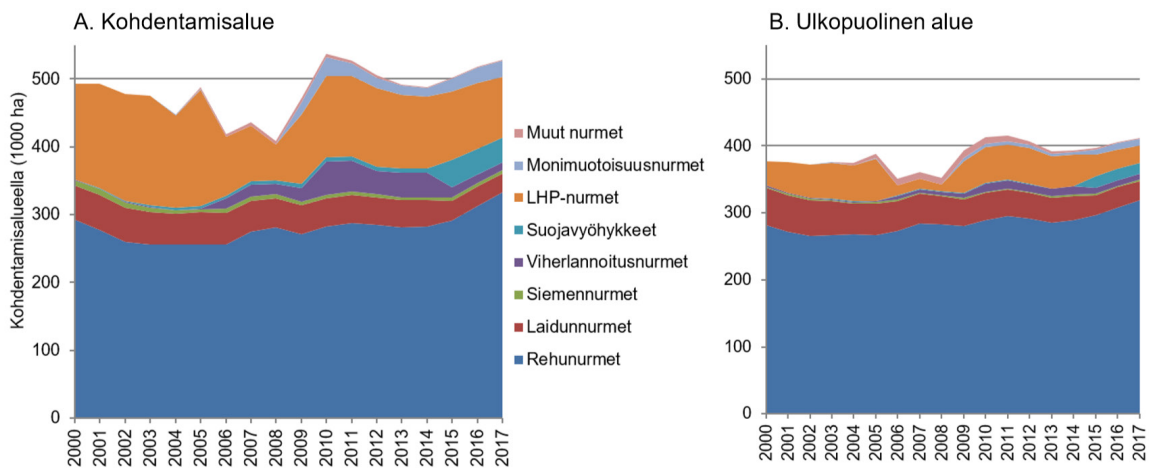 A. Kohdentamisalue
Kohdentamisalueella (1000 ha)
500
400
300
200
100
0
2000 2001 2002 2003 2004 2005 2006 2007 2008 2009 2010 2011 2012 2013 2014 2015 2016 2017
Muut nurmet
Monimuotoisuusnurmet
LHP-nurmet
Suojavyöhykkeet
Viherlannoitusnurmet
Siemennurmet
Laidunnurmet
Rehunurmet
B. Ulkopuolinen alue
500
400
300
200
100
0
2000 2001 2002 2003 2004 2005 2006 2007 2008 2009 2010 2011 2012 2013 2014 2015 2016 2017